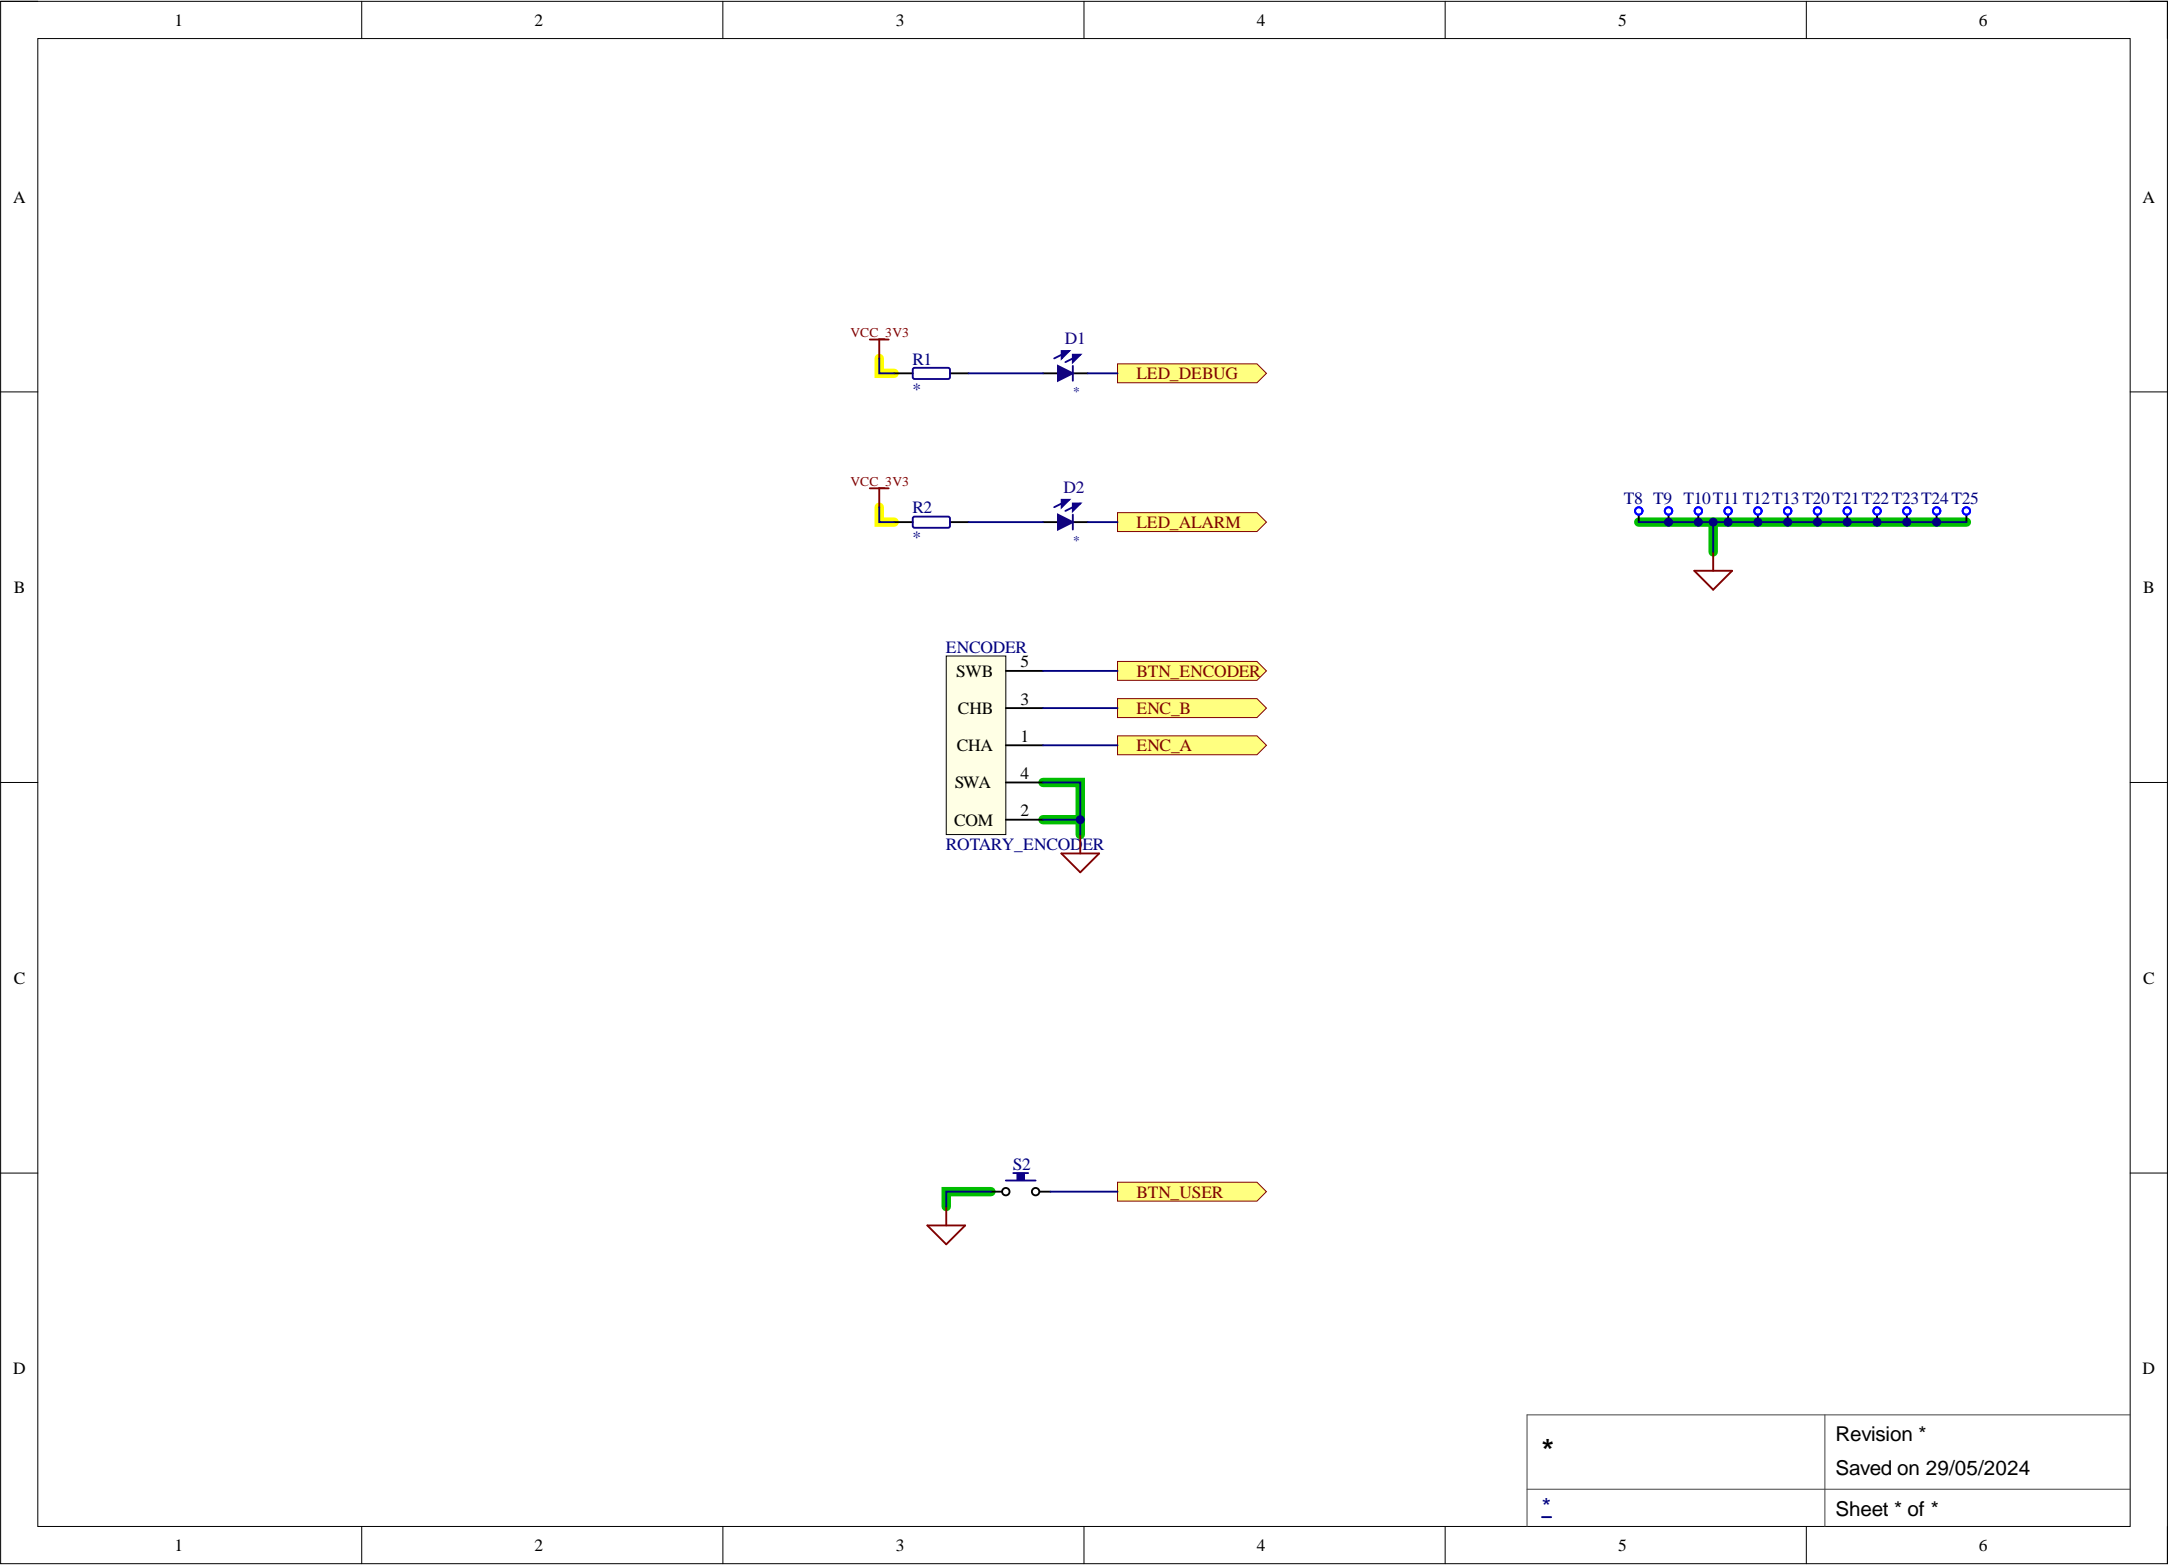 1 2 3 4 5 6
A A
VCC_3V3
D1
R1
LED_DEBUG
*
*
VCC_3V3
D2
T8 T9 T10 T11 T12 T13 T20 T21 T22 T23 T24 T25
R2
LED_ALARM
*
*
B B
ENCODER
SWB 5 BTN_ENCODER
CHB 3 ENC_B
CHA 1 ENC_A
SWA 4
COM 2
ROTARY_ENCODER
C C
S2
BTN_USER
D D
*
Revision *
Saved on 29/05/2024
*
Sheet * of *
1 2 3 4 5 6